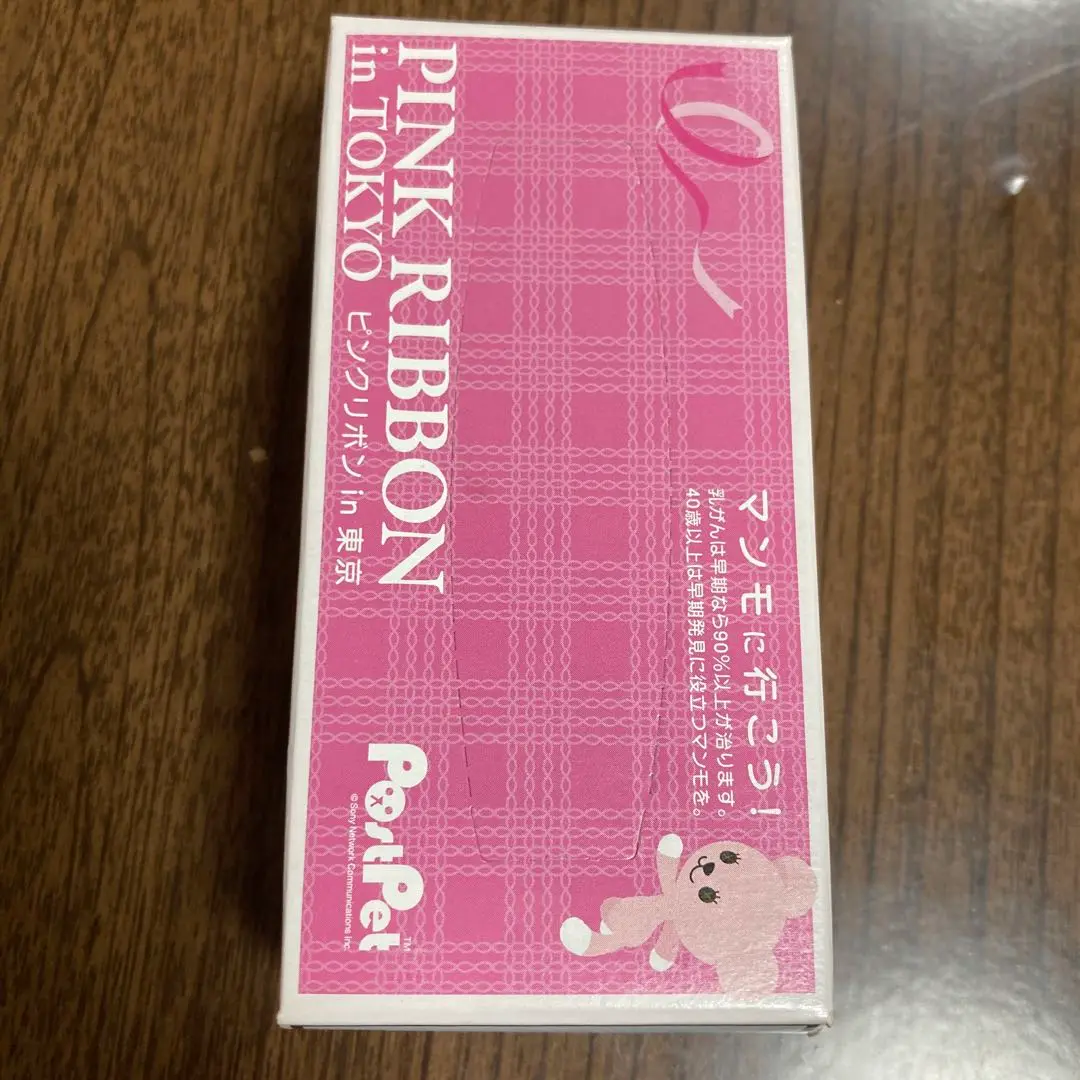 マンモに行こう!
乳がんは早期なら90%以上が治ります。
40歳以上は早期発見に役立つマンモを。
PINK RIBBON
in TOKYO ピンクリボン in 東京
PostPet™
© Sony Network Communications Inc.